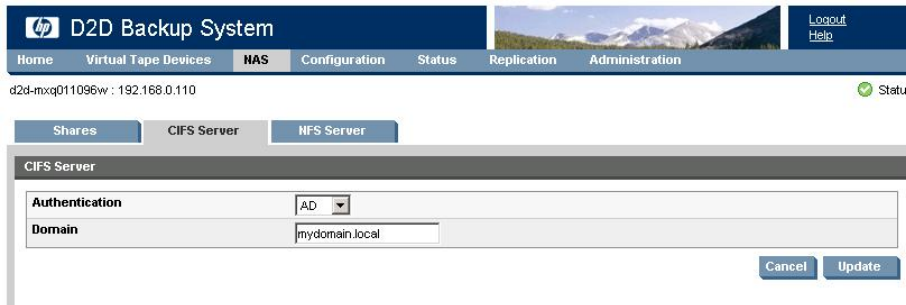 hp D2D Backup System
Logout
Help
Home Virtual Tape Devices NAS Configuration Status Replication Administration
d2d-mxq011096w : 192.168.0.110 Statu
Shares CIFS Server NFS Server
CIFS Server
Authentication AD
Domain mydomain.local
Cancel Update